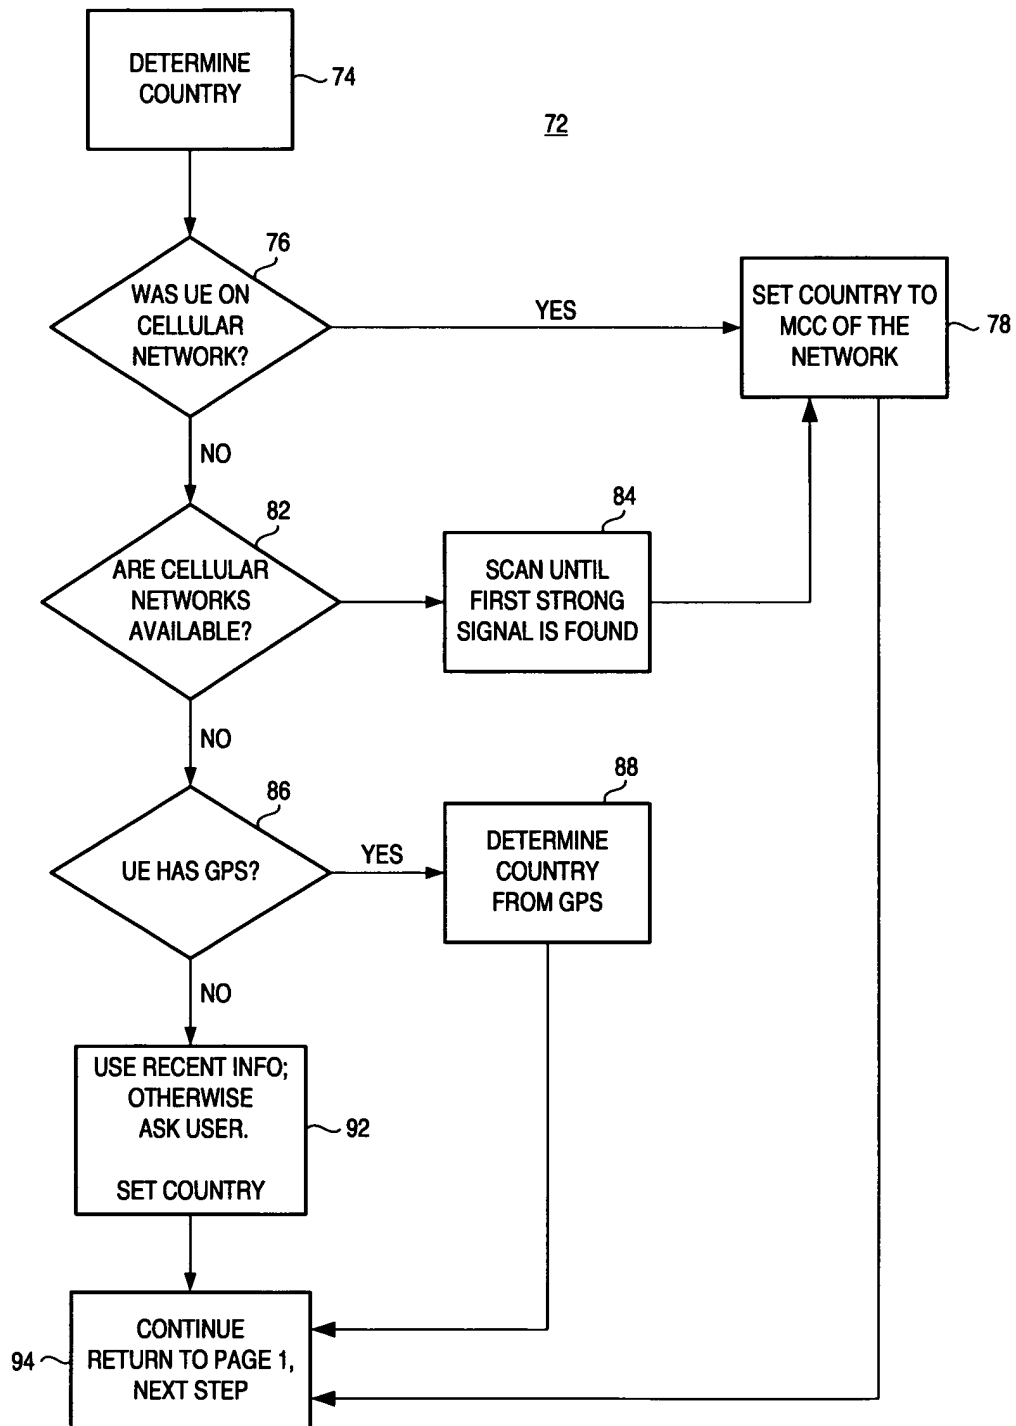 DETERMINE
COUNTRY
74
72
76
WAS UE ON
CELLULAR
NETWORK?
YES
SET COUNTRY TO
MCC OF THE
NETWORK
78
NO
82
ARE CELLULAR
NETWORKS
AVAILABLE?
84
SCAN UNTIL
FIRST STRONG
SIGNAL IS FOUND
NO
86
UE HAS GPS?
YES
88
DETERMINE
COUNTRY
FROM GPS
NO
USE RECENT INFO;
OTHERWISE
ASK USER.
SET COUNTRY
92
CONTINUE
RETURN TO PAGE 1,
NEXT STEP
94